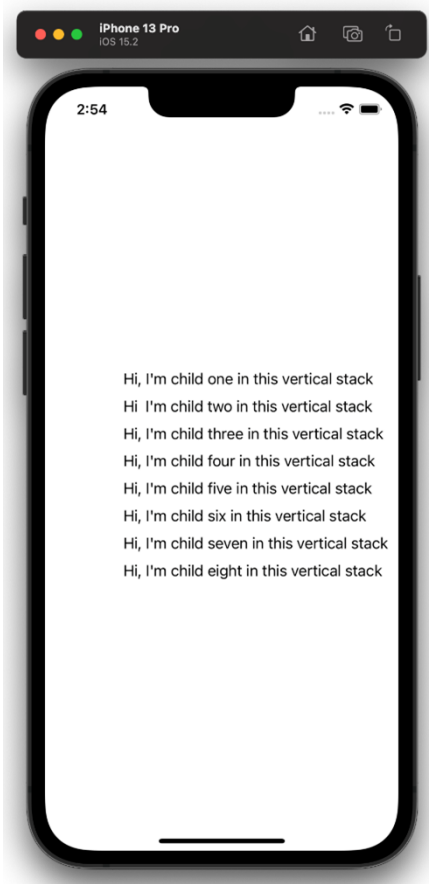 iPhone 13 Pro
iOS 15.2
2:54
Hi, I'm child one in this vertical stack
Hi  I'm child two in this vertical stack
Hi, I'm child three in this vertical stack
Hi, I'm child four in this vertical stack
Hi, I'm child five in this vertical stack
Hi, I'm child six in this vertical stack
Hi, I'm child seven in this vertical stack
Hi, I'm child eight in this vertical stack